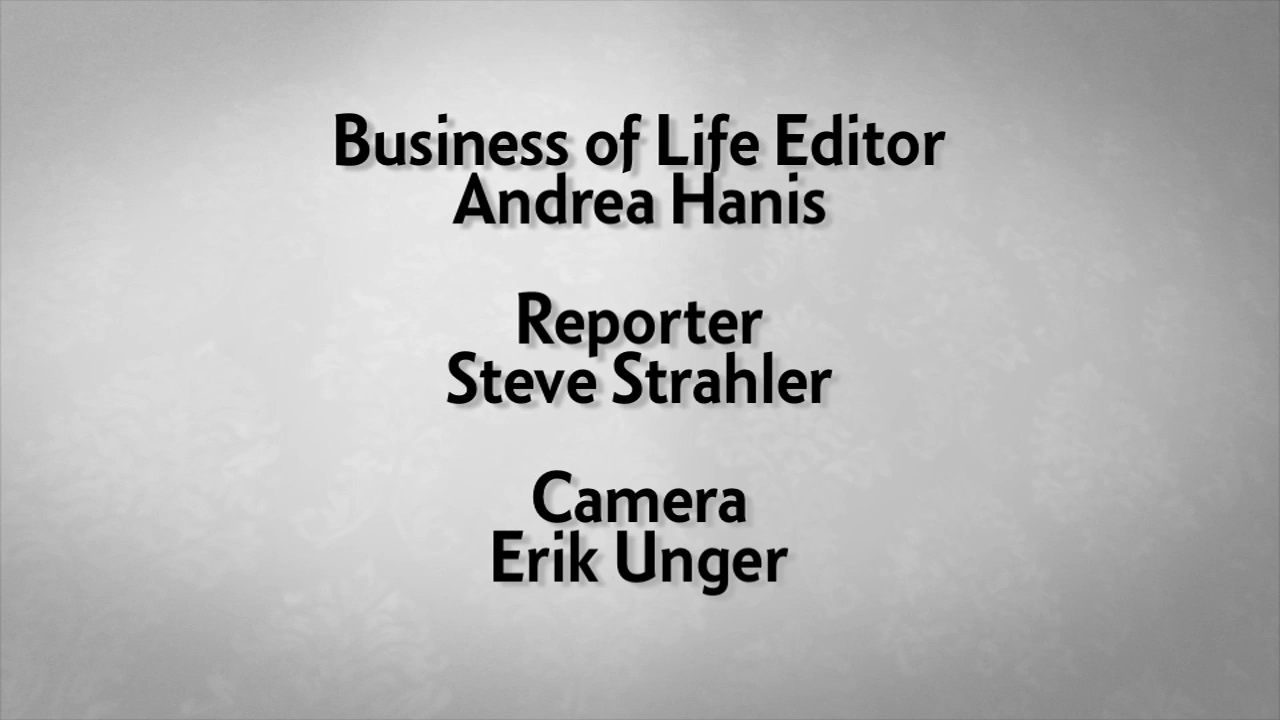 Business of Life Editor
Andrea Hanis
Reporter
Steve Strahler
Camera
Erik Unger